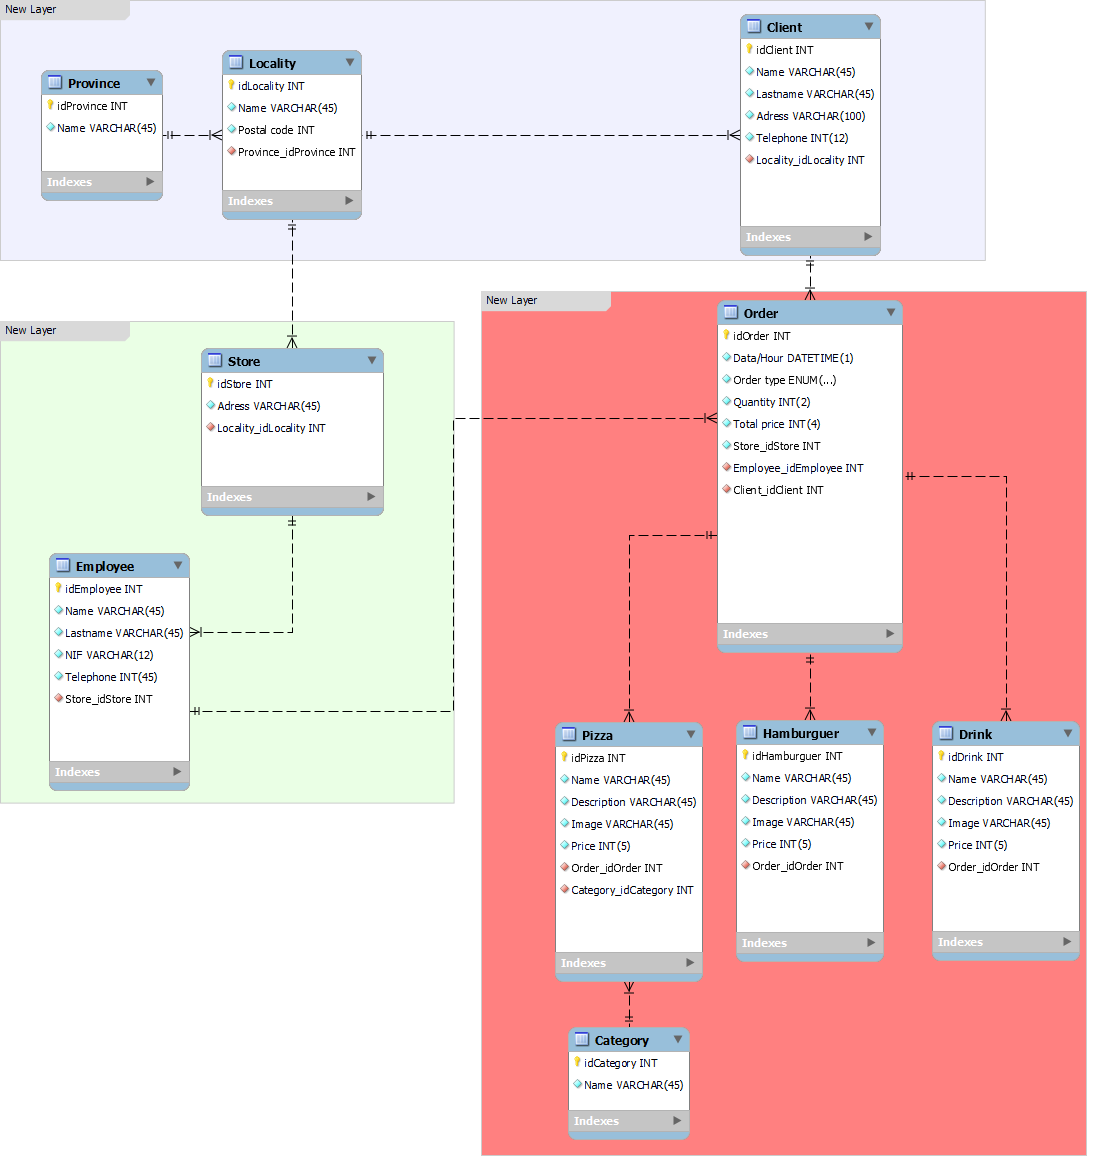 New Layer
Province
idProvince INT
Name VARCHAR(45)
Indexes
Locality
idLocality INT
Name VARCHAR(45)
Postal code INT
Province_idProvince INT
Indexes
Client
idClient INT
Name VARCHAR(45)
Lastname VARCHAR(45)
Adress VARCHAR(100)
Telephone INT(12)
Locality_idLocality INT
Indexes
New Layer
Store
idStore INT
Adress VARCHAR(45)
Locality_idLocality INT
Indexes
Employee
idEmployee INT
Name VARCHAR(45)
Lastname VARCHAR(45)
NIF VARCHAR(12)
Telephone INT(45)
Store_idStore INT
Indexes
New Layer
Order
idOrder INT
Data/Hour DATETIME(1)
Order type ENUM(...)
Quantity INT(2)
Total price INT(4)
Store_idStore INT
Employee_idEmployee INT
Client_idClient INT
Indexes
Pizza
idPizza INT
Name VARCHAR(45)
Description VARCHAR(45)
Image VARCHAR(45)
Price INT(5)
Order_idOrder INT
Category_idCategory INT
Indexes
Hamburguer
idHamburguer INT
Name VARCHAR(45)
Description VARCHAR(45)
Image VARCHAR(45)
Price INT(5)
Order_idOrder INT
Indexes
Drink
idDrink INT
Name VARCHAR(45)
Description VARCHAR(45)
Image VARCHAR(45)
Price INT(5)
Order_idOrder INT
Indexes
Category
idCategory INT
Name VARCHAR(45)
Indexes